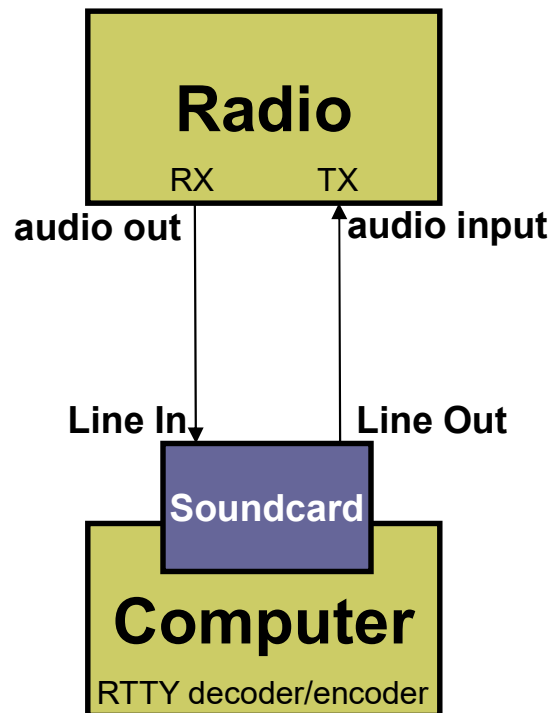 Radio
RX TX
audio out audio input
Line In Line Out
Soundcard
Computer
RTTY decoder/encoder